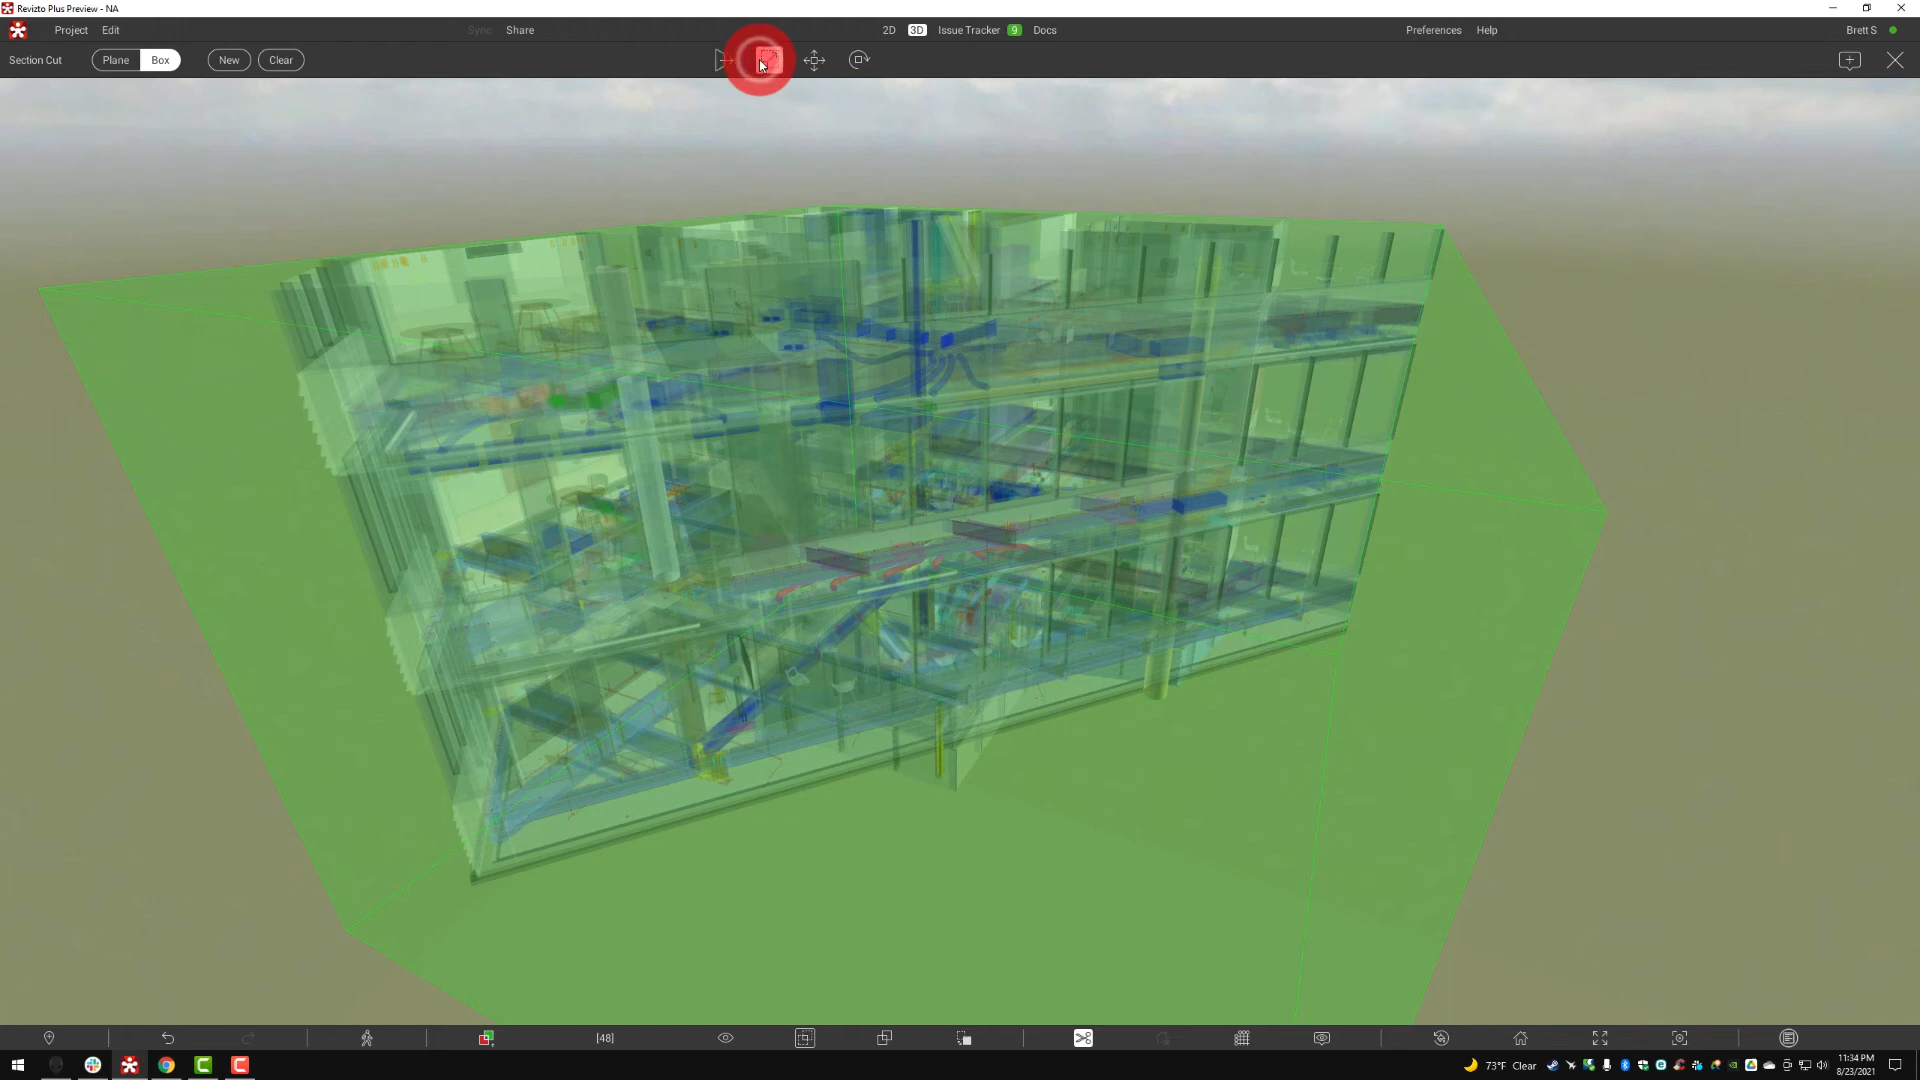 Revizto Plus Preview - NA
Project Edit Sync Share 2D 3D Issue Tracker 9 Docs Preferences Help Brett S
Section Cut Plane Box New Clear
[48]
73°F Clear 11:34 PM
8/23/2021